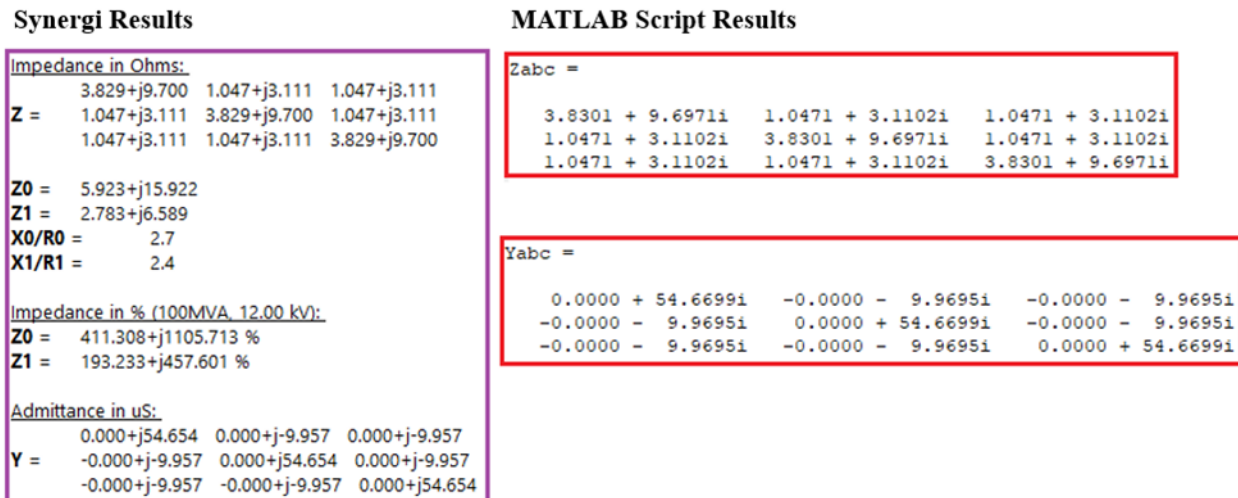 Synergi Results
Impedance in Ohms:
3.829+j9.700 1.047+j3.111 1.047+j3.111
Z = 1.047+j3.111 3.829+j9.700 1.047+j3.111
1.047+j3.111 1.047+j3.111 3.829+j9.700
Z0 = 5.923+j15.922
Z1 = 2.783+j6.589
X0/R0 = 2.7
X1/R1 = 2.4
Impedance in % (100MVA, 12.00 kV):
Z0 = 411.308+j1105.713 %
Z1 = 193.233+j457.601 %
Admittance in uS:
0.000+j54.654 0.000+j-9.957 0.000+j-9.957
Y = -0.000+j-9.957 0.000+j54.654 0.000+j-9.957
-0.000+j-9.957 -0.000+j-9.957 0.000+j54.654
MATLAB Script Results
Zabc =
3.8301 + 9.6971i 1.0471 + 3.1102i 1.0471 + 3.1102i
1.0471 + 3.1102i 3.8301 + 9.6971i 1.0471 + 3.1102i
1.0471 + 3.1102i 1.0471 + 3.1102i 3.8301 + 9.6971i
Yabc =
0.0000 + 54.6699i -0.0000 - 9.9695i -0.0000 - 9.9695i
-0.0000 - 9.9695i 0.0000 + 54.6699i -0.0000 - 9.9695i
-0.0000 - 9.9695i -0.0000 - 9.9695i 0.0000 + 54.6699i